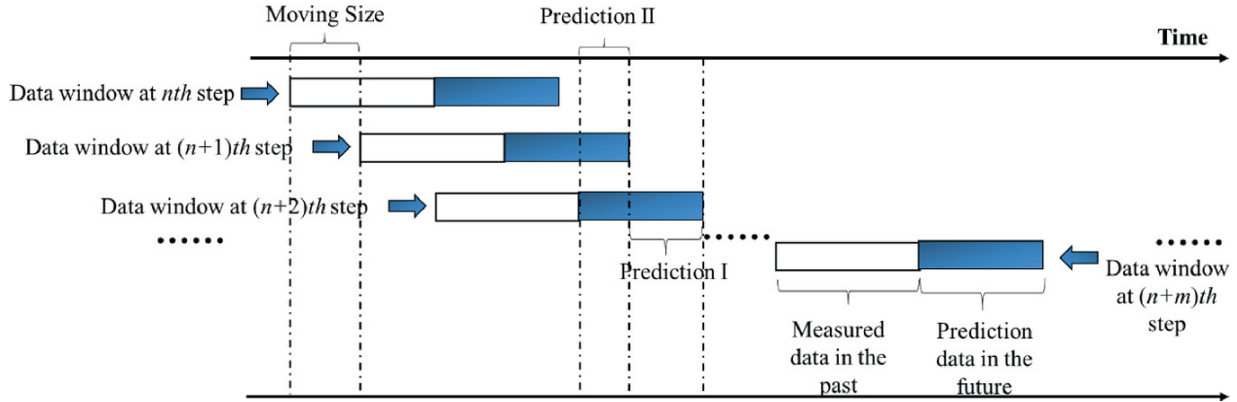 Moving Size
Prediction II
Time
Data window at nth step
Data window at (n+1)th step
Data window at (n+2)th step
......
......
......
Prediction I
Data window
at (n+m)th
step
Measured
data in the
past
Prediction
data in the
future